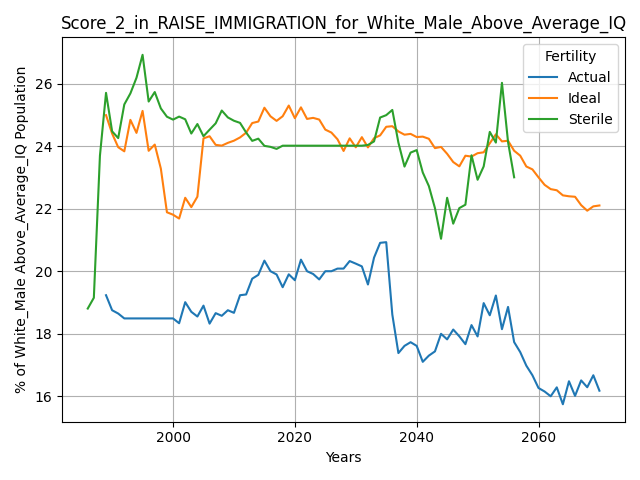 Score_2_in_RAISE_IMMIGRATION_for_White_Male_Above_Average_IQ
% of White_Male Above_Average_IQ Population
Fertility
Actual
Ideal
Sterile
26
24
22
20
18
16
2000
2020
2040
2060
Years